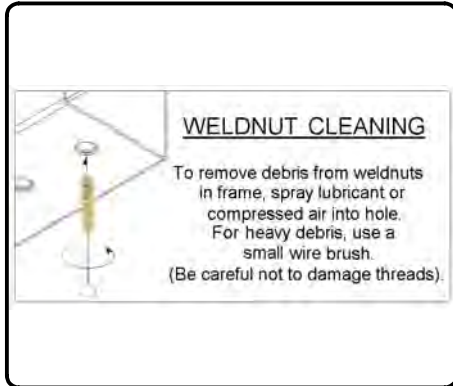 WELDNUT CLEANING
To remove debris from weldnuts
in frame, spray lubricant or
compressed air into hole.
For heavy debris, use a
small wire brush.
(Be careful not to damage threads).